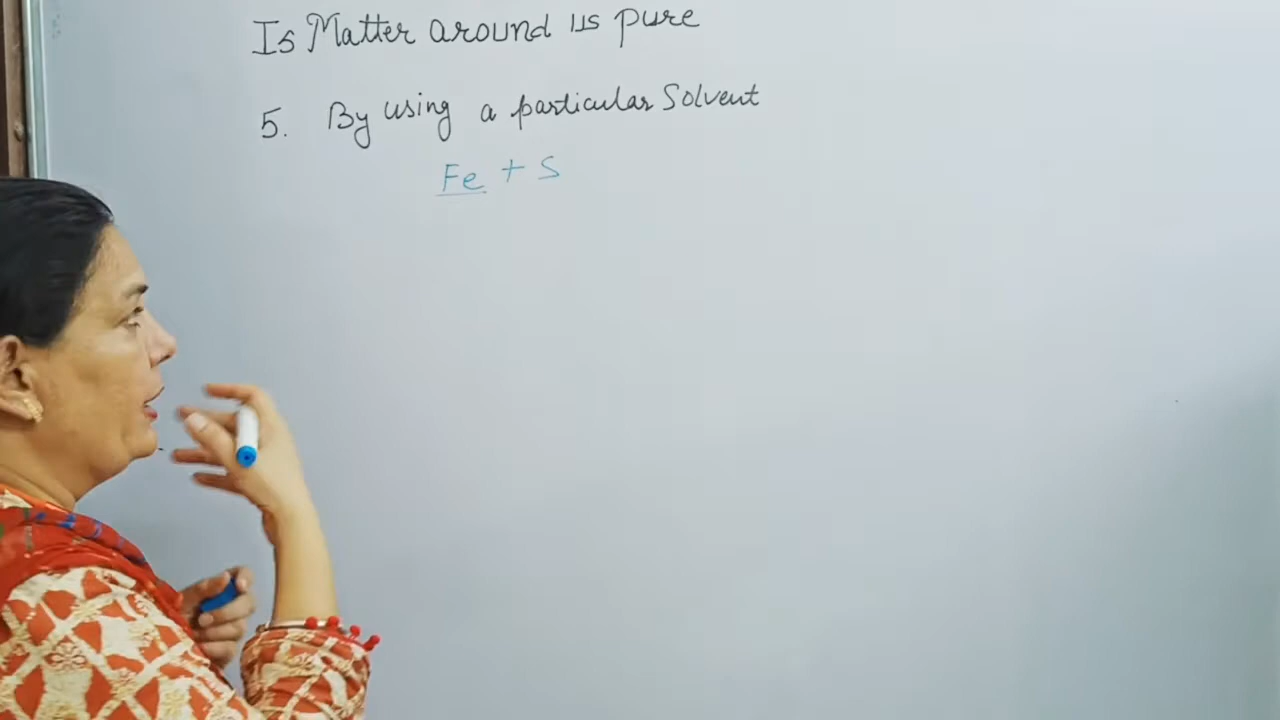 Is Matter around us pure
5. By using a particular Solvent
Fe + S